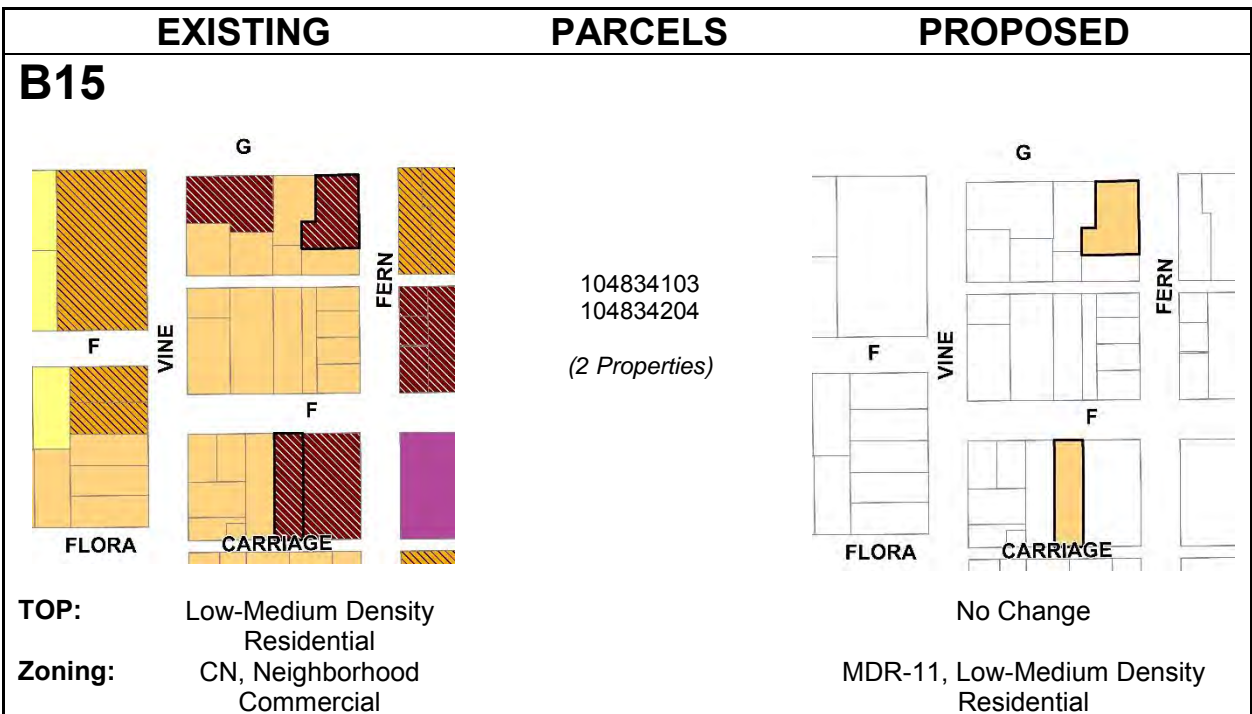 EXISTING PARCELS PROPOSED
B15
G
FERN
VINE
F
F
FLORA
CARRIAGE
104834103
104834204
(2 Properties)
G
FERN
VINE
F
F
FLORA
CARRIAGE
TOP: Low-Medium Density No Change
Residential
Zoning: CN, Neighborhood MDR-11, Low-Medium Density
Commercial Residential